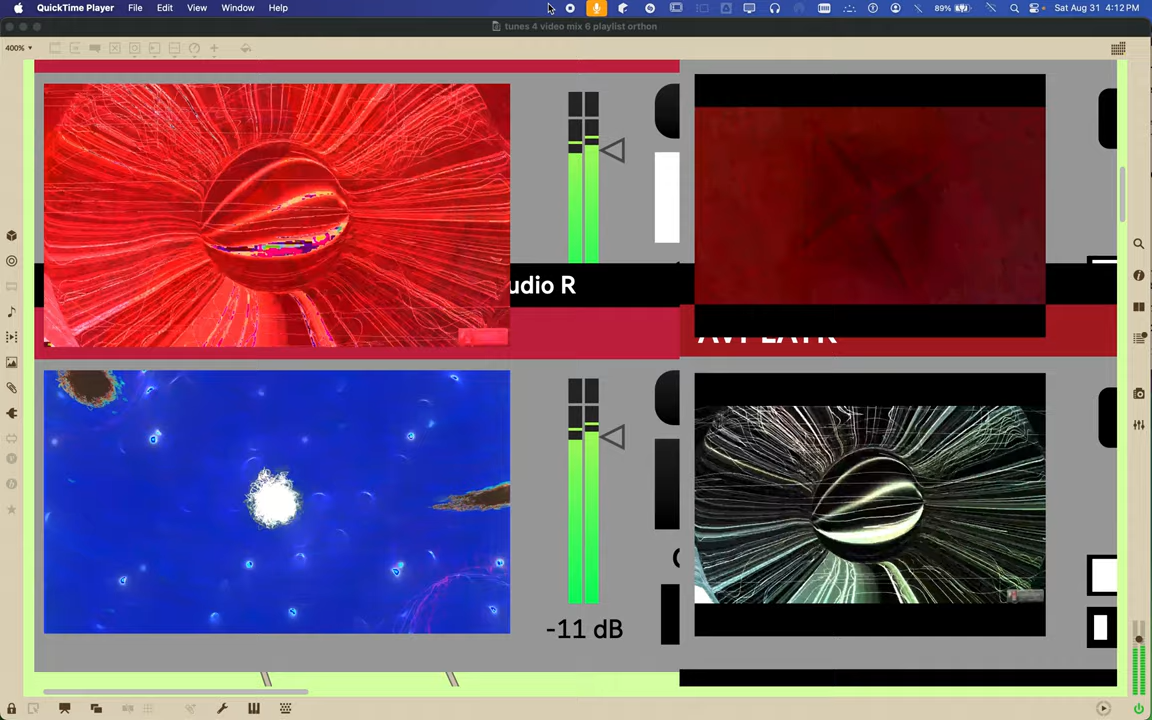 QuickTime Player File Edit View Window Help 89% Sat Aug 31 4:12 PM
tunes 4 video mix 6 playlist orthon
400%
udio R
-11 dB